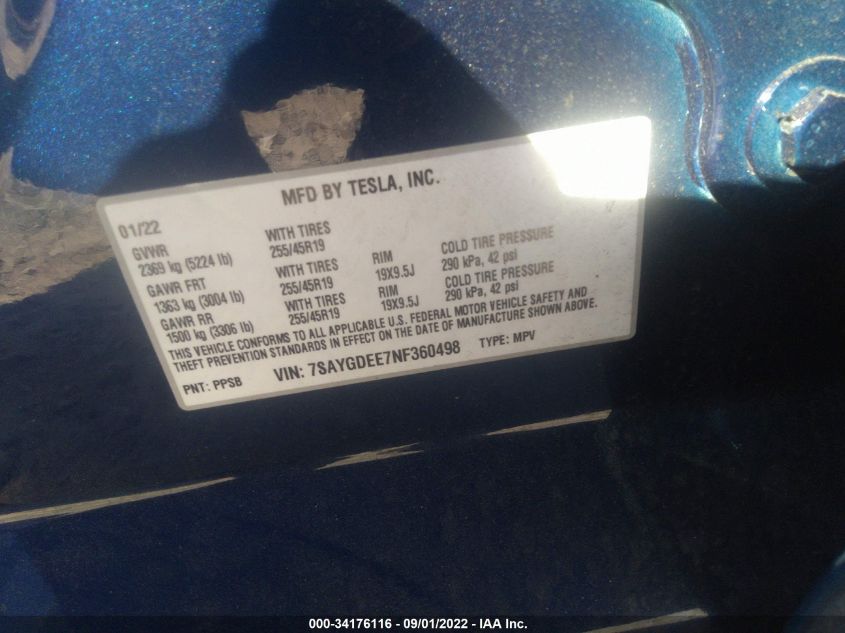 MFD BY TESLA, INC.
01/22
GVWR WITH TIRES
2369 kg (5224 lb) 255/45R19
GAWR FRT WITH TIRES RIM COLD TIRE PRESSURE
1363 kg (3004 lb) 255/45R19 19X9.5J 290 kPa, 42 psi
GAWR RR WITH TIRES RIM COLD TIRE PRESSURE
1500 kg (3306 lb) 255/45R19 19X9.5J 290 kPa, 42 psi
THIS VEHICLE CONFORMS TO ALL APPLICABLE U.S. FEDERAL MOTOR VEHICLE SAFETY AND
THEFT PREVENTION STANDARDS IN EFFECT ON THE DATE OF MANUFACTURE SHOWN ABOVE.
PNT: PPSB VIN: 7SAYGDEE7NF360498 TYPE: MPV
000-34176116 - 09/01/2022 - IAA Inc.